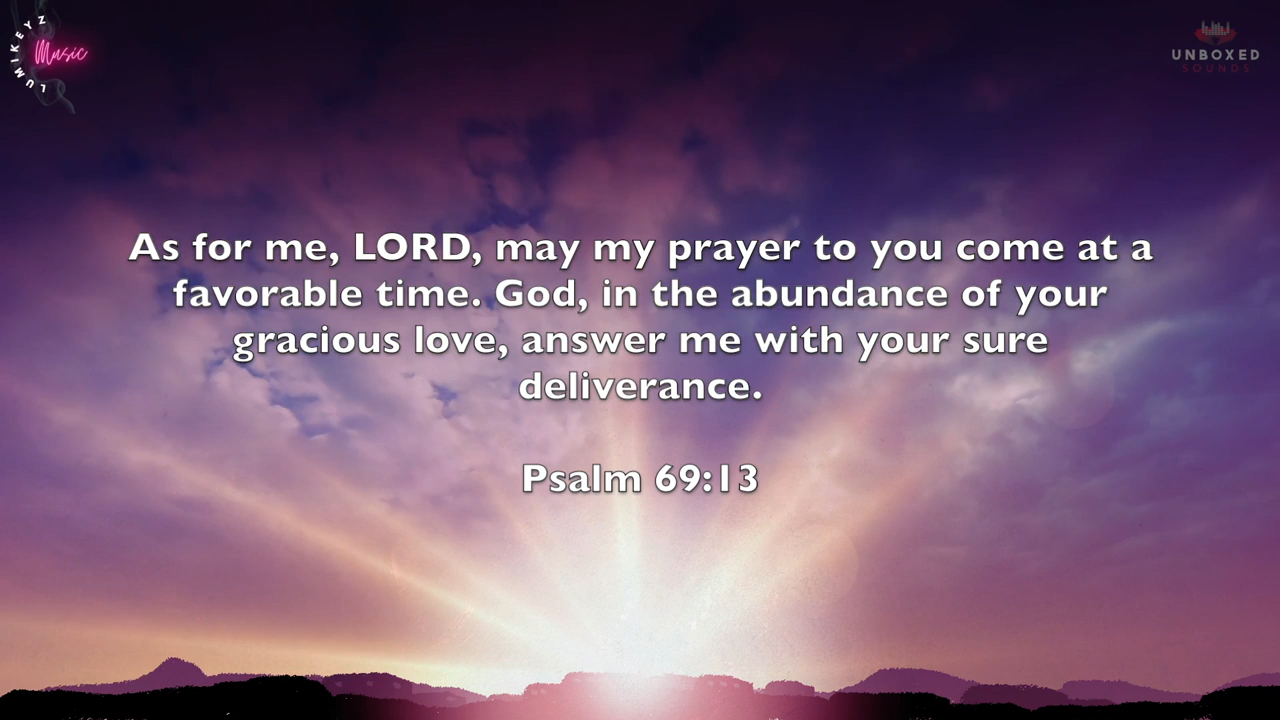 LUMIKEYZ
Music
UNBOXED
SOUNDS
As for me, LORD, may my prayer to you come at a
favorable time. God, in the abundance of your
gracious love, answer me with your sure
deliverance.
Psalm 69:13